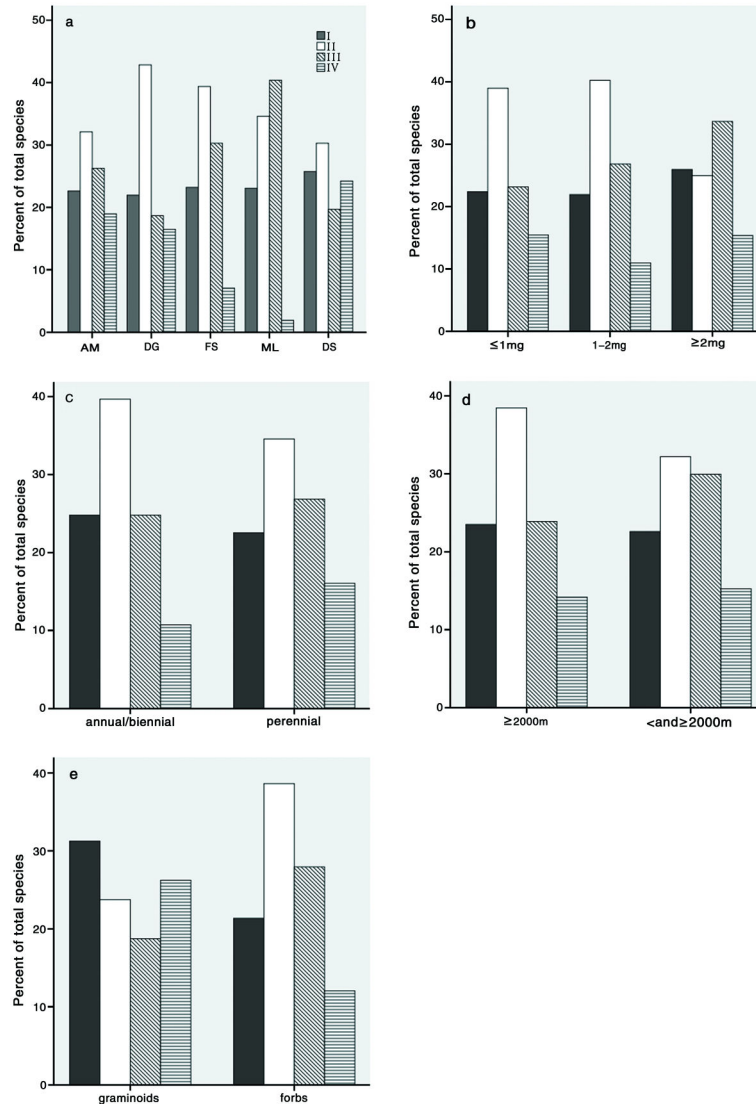 a
I
II
III
IV
Percent of total species
50
40
30
20
10
0
AM DG FS ML DS
b
Percent of total species
50
40
30
20
10
0
≤1mg 1–2mg ≥2mg
c
Percent of total species
40
30
20
10
0
annual/biennial perennial
d
Percent of total species
40
30
20
10
0
≥2000m <and≥2000m
e
Percent of total species
40
30
20
10
0
graminoids forbs